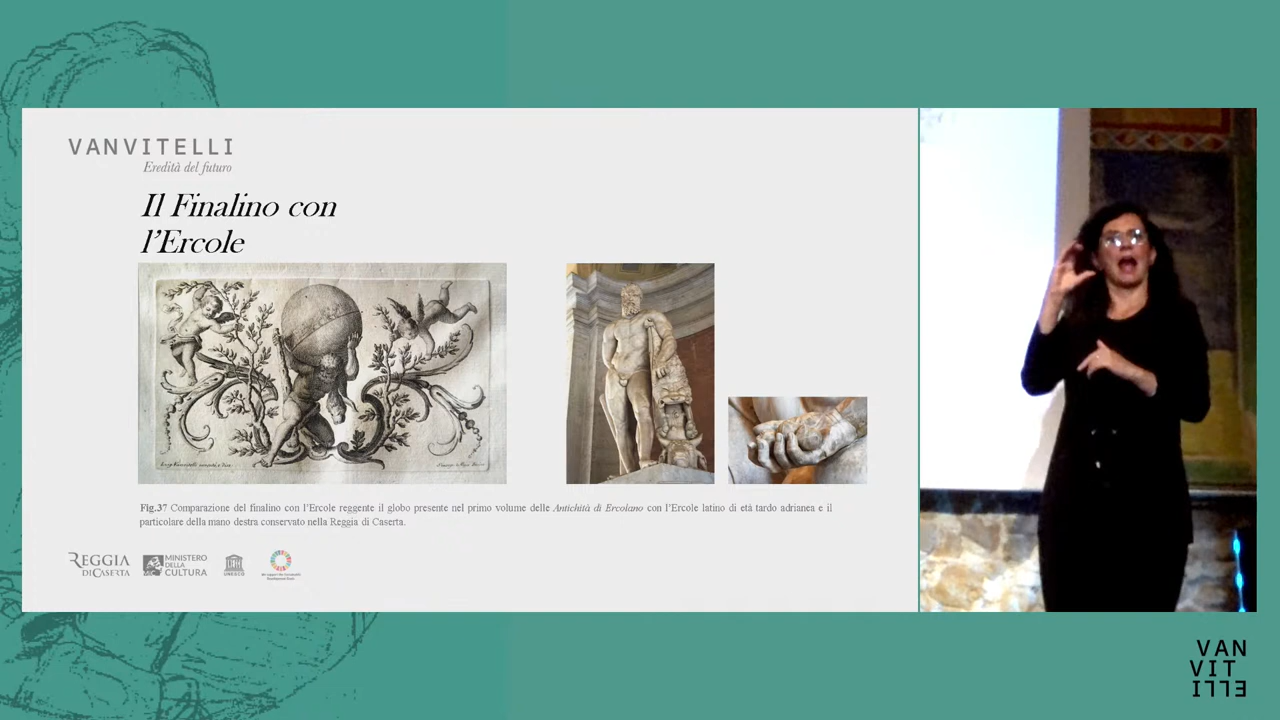 VANVITELLI
Eredità del futuro
Il Finalino con
l'Ercole
Fig.37 Comparazione del finalino con l'Ercole reggente il globo presente nel primo volume delle Antichità di Ercolano con l'Ercole latino di età tardo adrianea e il
particolare della mano destra conservato nella Reggia di Caserta.
REGGIA
DI CASERTA
MINISTERO
DELLA
CULTURA
UNESCO
VAN
VIT
ELLI